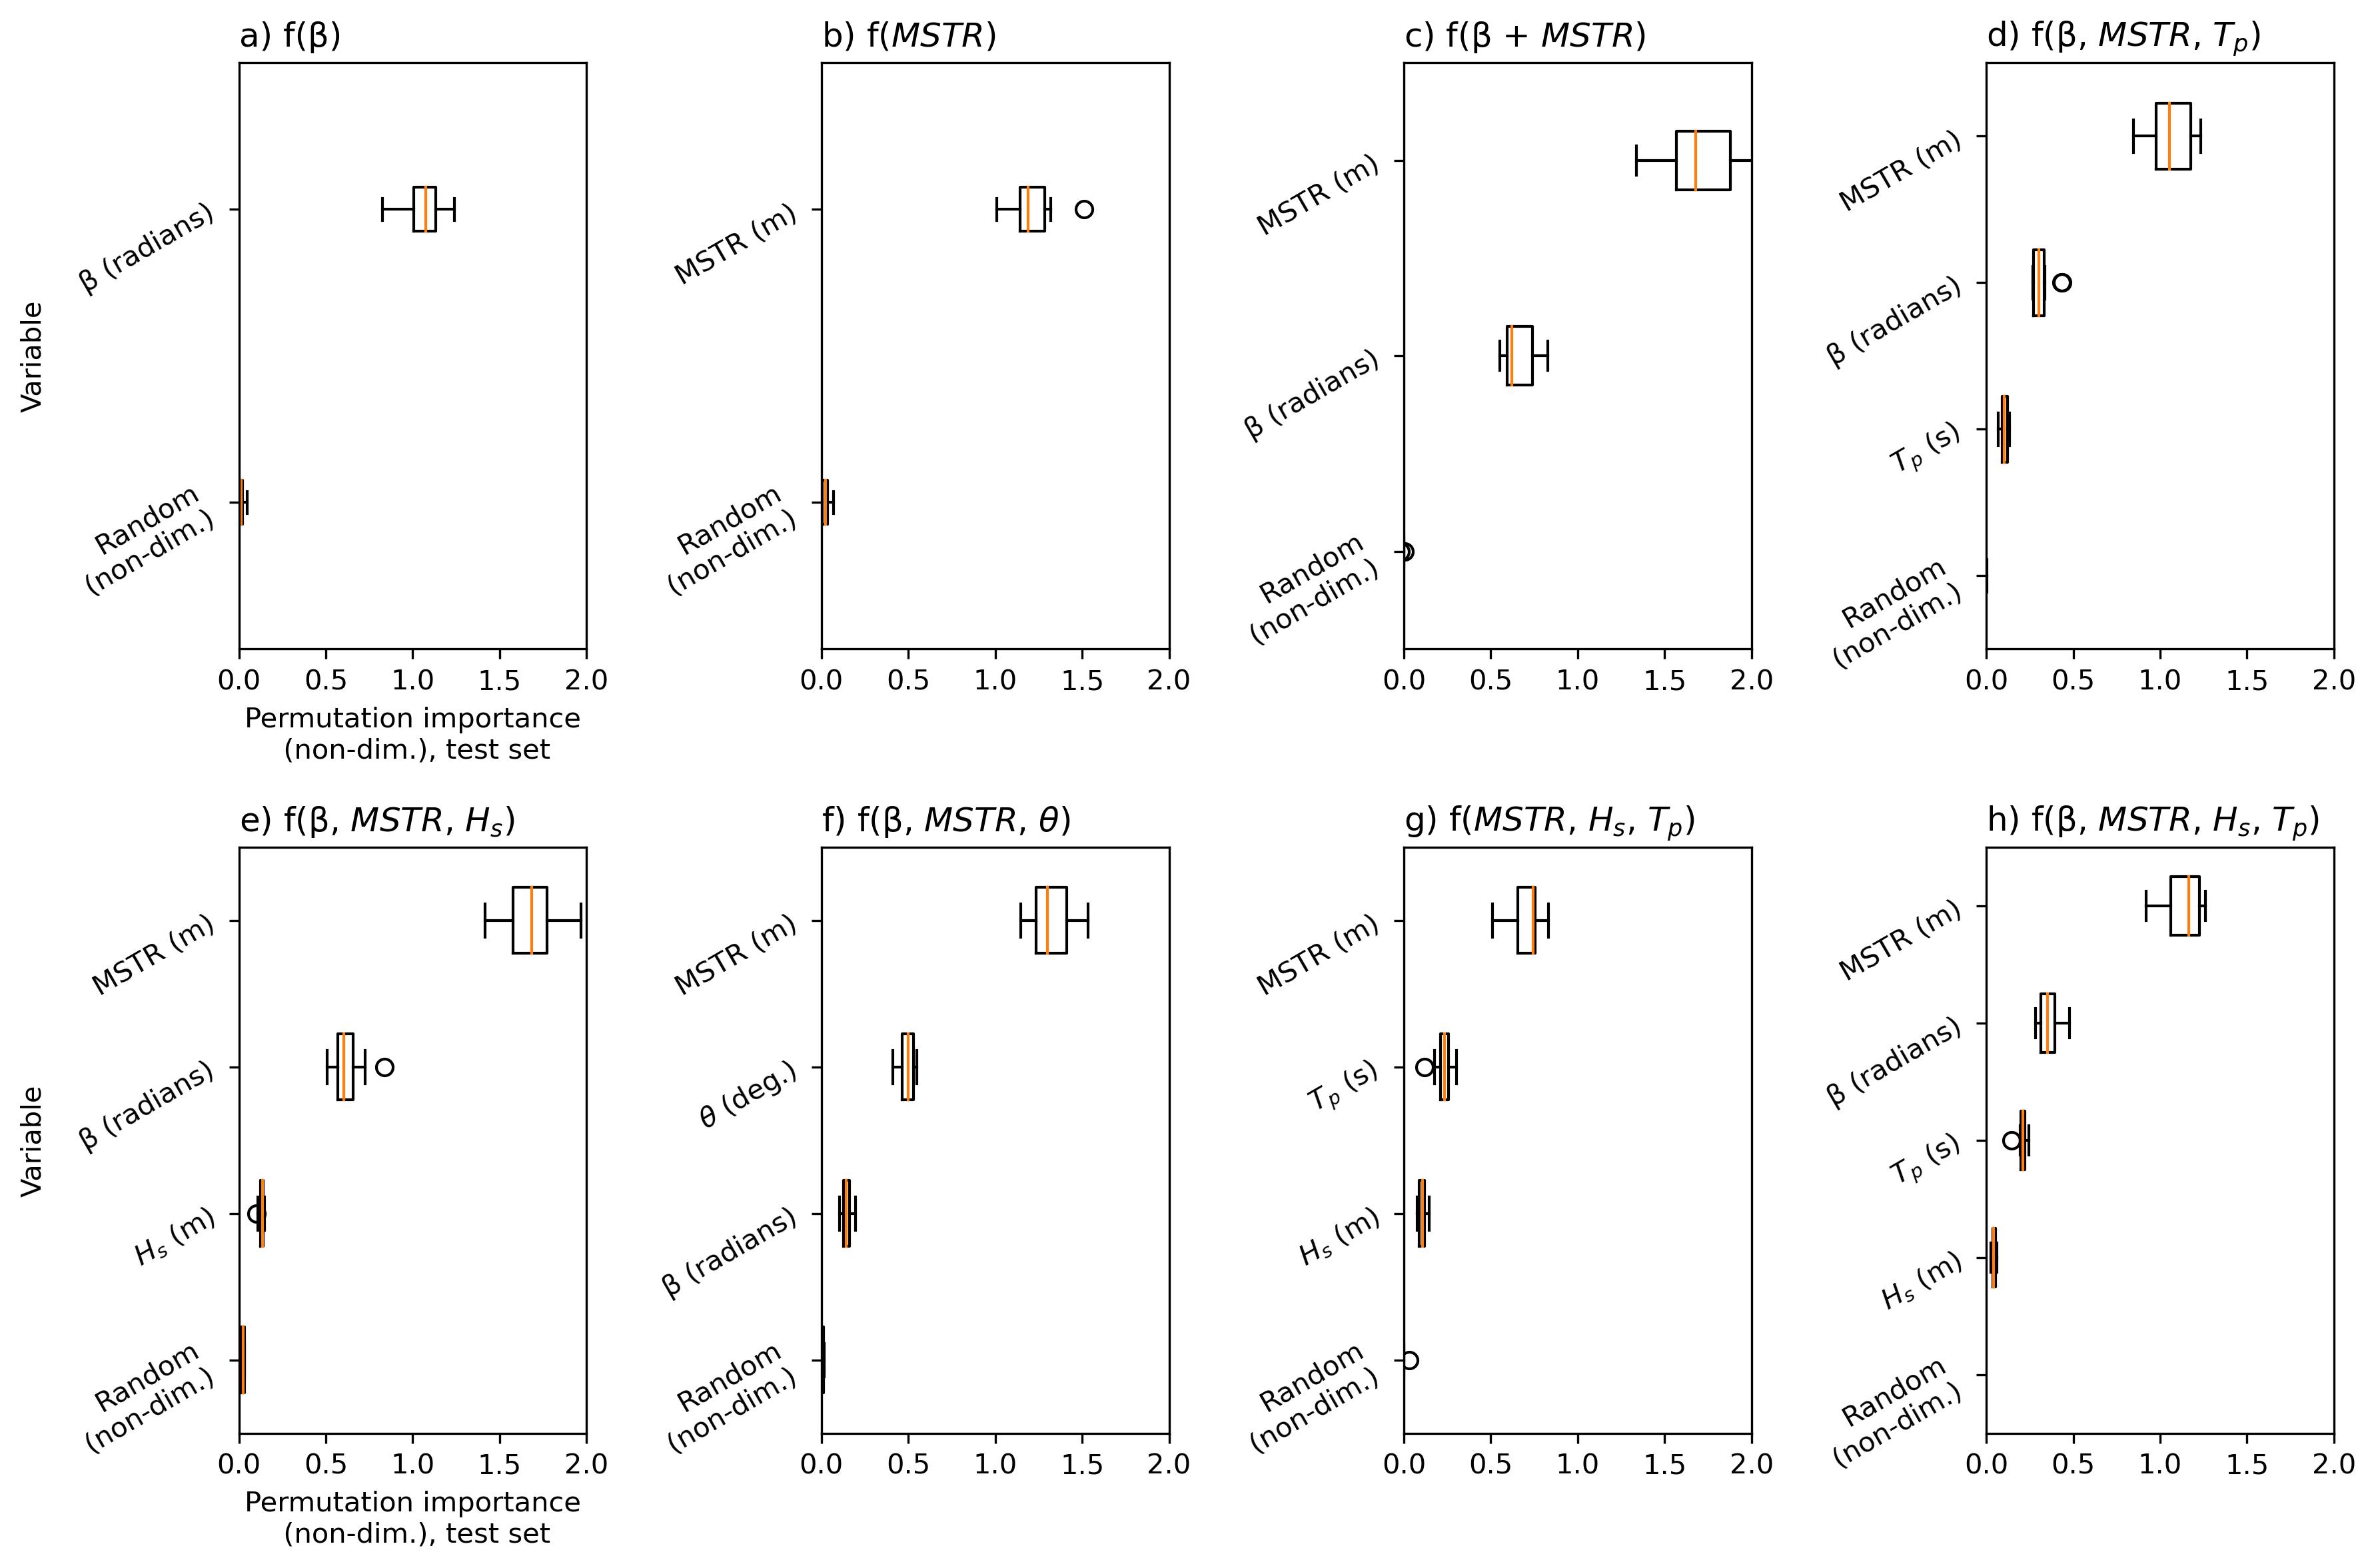 a) f(β)
Variable
β (radians)
Random
(non-dim.)
0.0 0.5 1.0 1.5 2.0
Permutation importance
(non-dim.), test set
b) f(MSTR)
MSTR (m)
Random
(non-dim.)
0.0 0.5 1.0 1.5 2.0
c) f(β + MSTR)
MSTR (m)
β (radians)
Random
(non-dim.)
0.0 0.5 1.0 1.5 2.0
d) f(β, MSTR, Tp)
MSTR (m)
β (radians)
Tp (s)
Random
(non-dim.)
0.0 0.5 1.0 1.5 2.0
e) f(β, MSTR, Hs)
Variable
MSTR (m)
β (radians)
Hs (m)
Random
(non-dim.)
0.0 0.5 1.0 1.5 2.0
Permutation importance
(non-dim.), test set
f) f(β, MSTR, θ)
MSTR (m)
θ (deg.)
β (radians)
Random
(non-dim.)
0.0 0.5 1.0 1.5 2.0
g) f(MSTR, Hs, Tp)
MSTR (m)
Tp (s)
Hs (m)
Random
(non-dim.)
0.0 0.5 1.0 1.5 2.0
h) f(β, MSTR, Hs, Tp)
MSTR (m)
β (radians)
Tp (s)
Hs (m)
Random
(non-dim.)
0.0 0.5 1.0 1.5 2.0